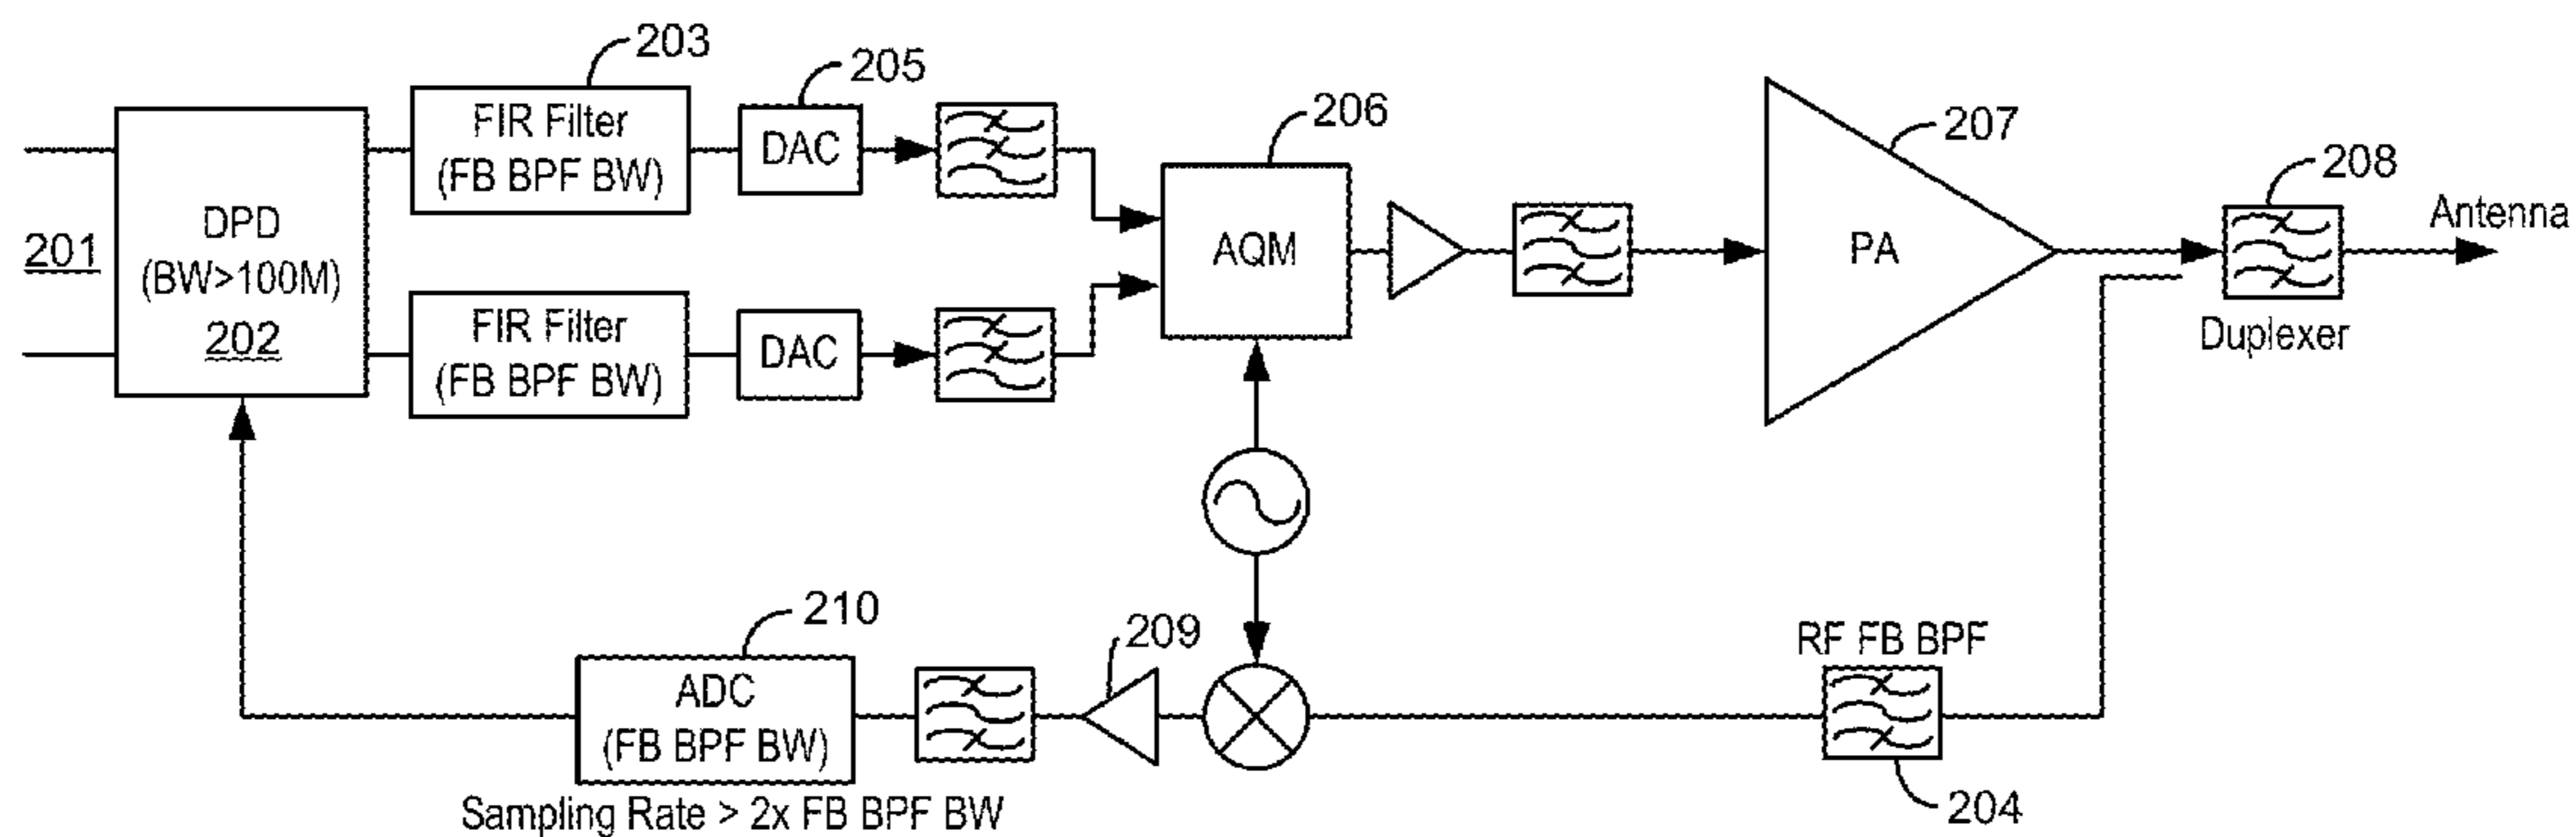 203
205
FIR Filter
(FB BPF BW)
DAC
206
207
208
Antenna
201
DPD
(BW>100M)
202
AQM
PA
Duplexer
FIR Filter
(FB BPF BW)
DAC
210
ADC
(FB BPF BW)
Sampling Rate > 2x FB BPF BW
209
RF FB BPF
204